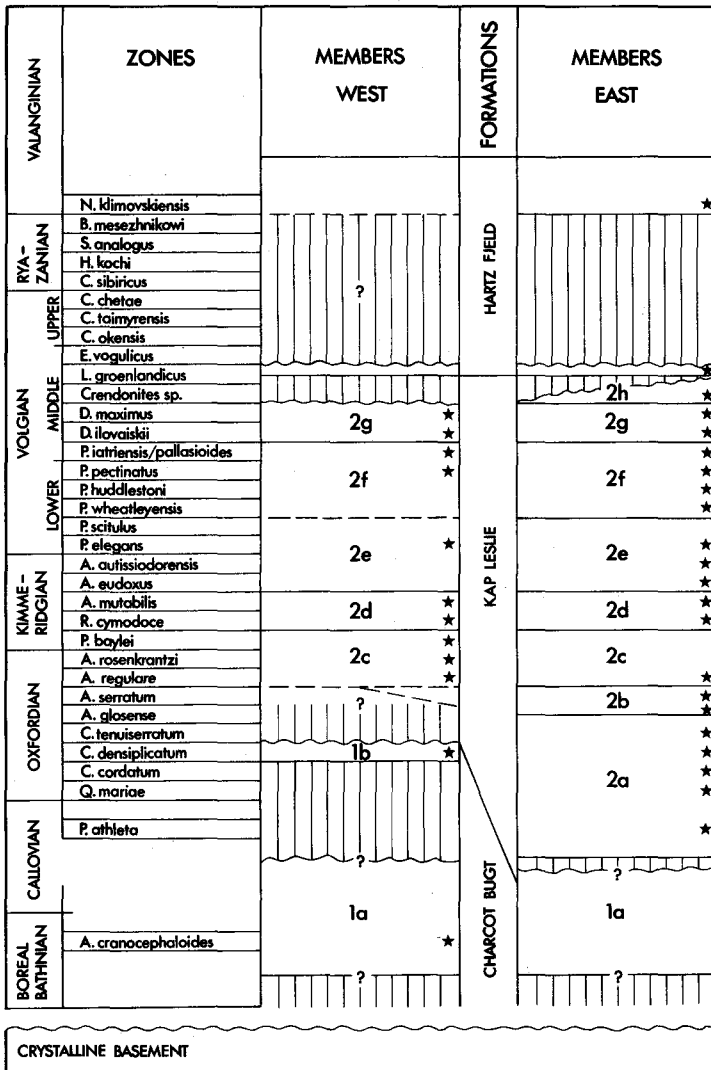 ZONES
MEMBERS
WEST
FORMATIONS
MEMBERS
EAST
VALANGINIAN
N. klimovskiensis
RYA-
ZANIAN
B. mesezhnikowi
S. analogus
H. kochi
C. sibiricus
VOLGIAN
UPPER
C. chetae
C. taimyrensis
C. okensis
MIDDLE
E. vogulicus
L. groenlandicus
Crendonites sp.
D. maximus
D. ilovaiskii
P. iatriensis/pallasioides
LOWER
P. pectinatus
P. huddlestoni
P. wheatleyensis
P. scitulus
P. elegans
KIMME-
RIDGIAN
A. autissiodorensis
A. eudoxus
A. mutabilis
R. cymodoce
P. baylei
OXFORDIAN
A. rosenkrantzi
A. regulare
A. serratum
A. glosense
C. tenuiserratum
C. densiplicatum
C. cordatum
Q. mariae
CALLOVIAN
P. athleta
BOREAL
BATHNIAN
A. cranocephaloides
?
2g
2f
2e
2d
2c
?
1b
?
1a
?
HARTZ FJELD
KAP LESLIE
CHARCOT BUGT
2h
2g
2f
2e
2d
2c
2b
2a
?
1a
?
CRYSTALLINE BASEMENT